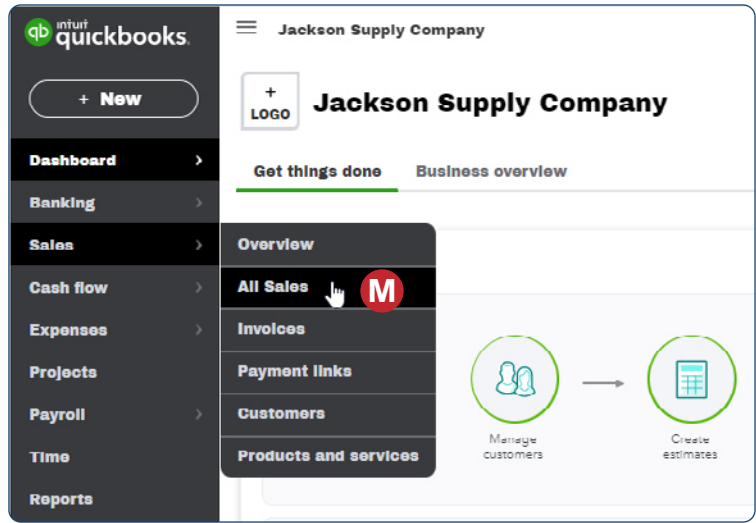 qb intuit quickbooks.
Jackson Supply Company
+ New
+ LOGO
Jackson Supply Company
Get things done Business overview
Dashboard
Banking
Sales
Cash flow
Expenses
Projects
Payroll
Time
Reports
Overview
All Sales M
Invoices
Payment links
Customers
Products and services
Manage
customers
Create
estimates